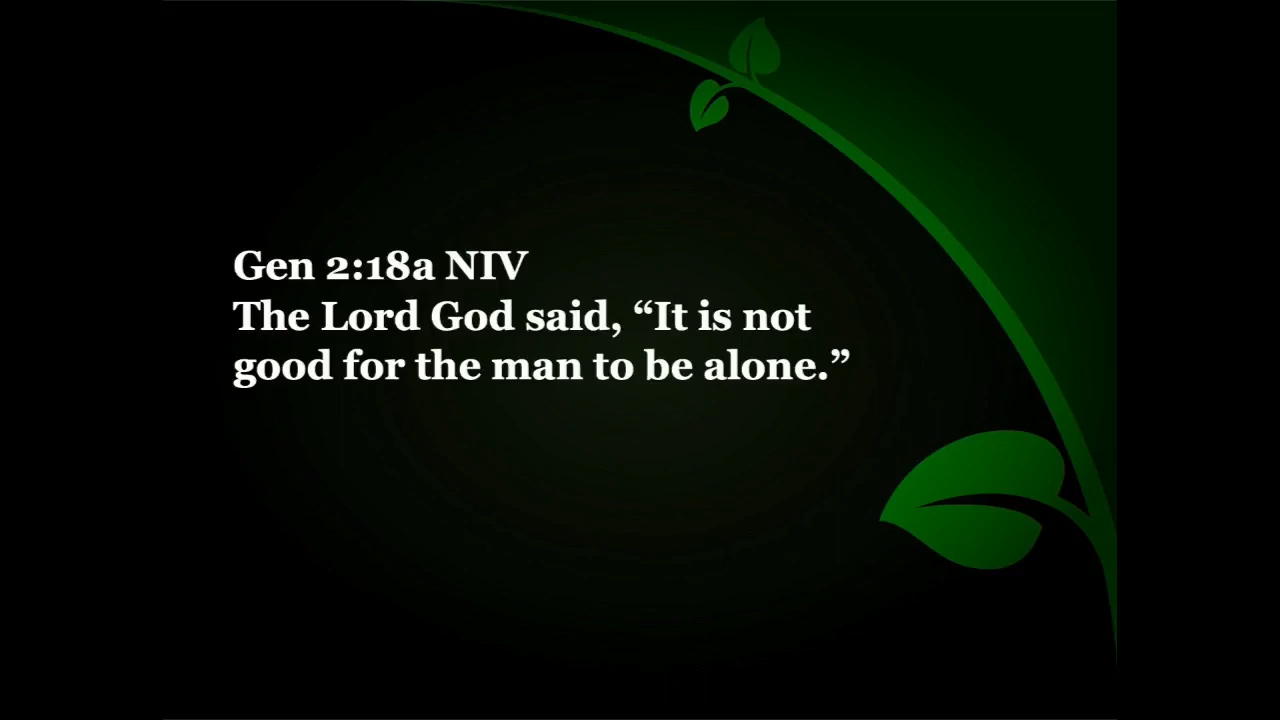 Gen 2:18a NIV
The Lord God said, “It is not
good for the man to be alone.”